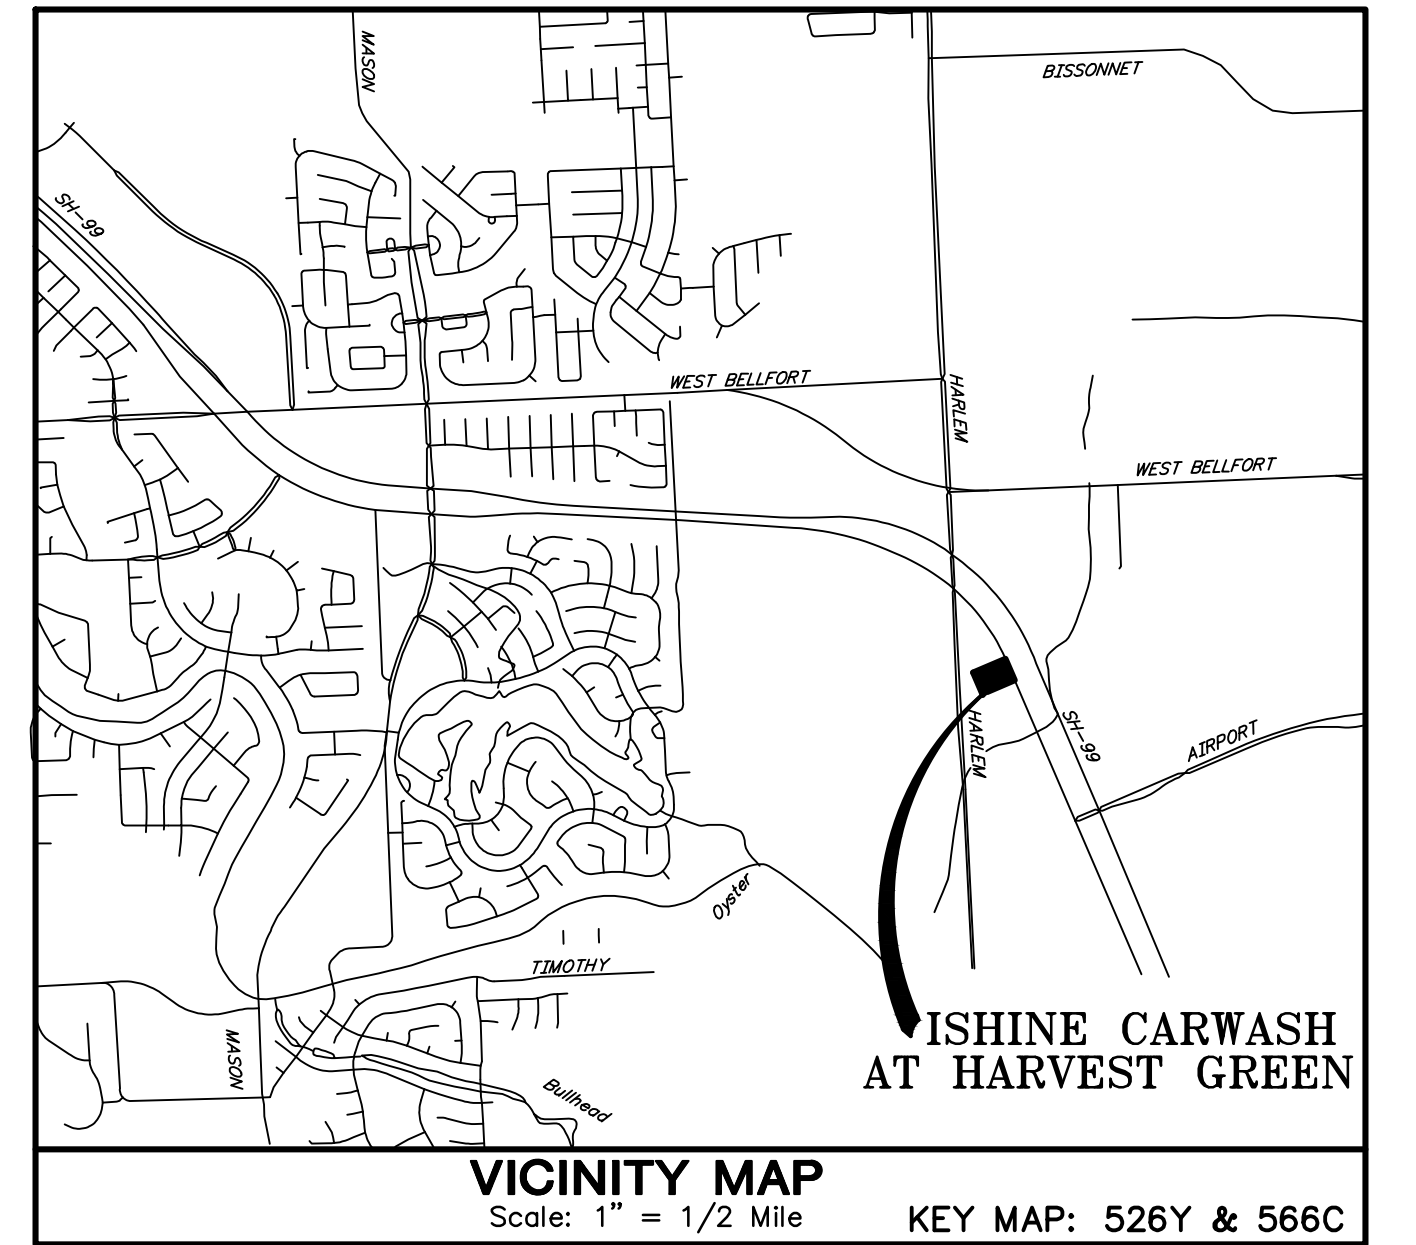 MASON
BISSONNET
SH-99
WEST BELLFORT
HARLEM
WEST BELLFORT
HARLEM
SH-99
AIRPORT
Oyster
TIMOTHY
MASON
Bullhead
ISHINE CARWASH
AT HARVEST GREEN
VICINITY MAP
Scale: 1" = 1/2 Mile
KEY MAP: 526Y & 566C